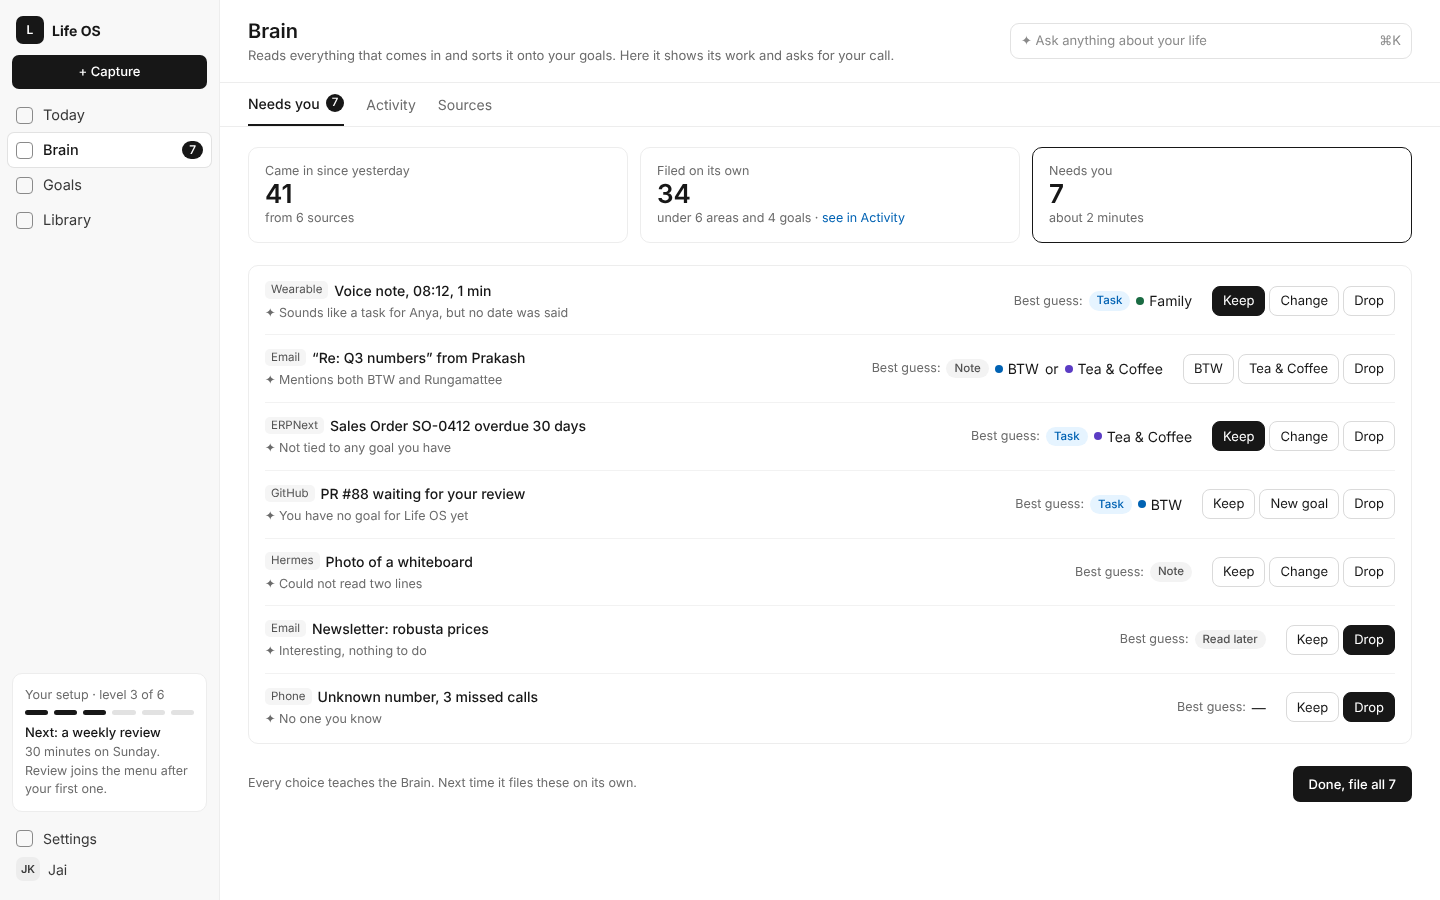 L Life OS
+ Capture
Today
Brain 7
Goals
Library
Your setup · level 3 of 6
Next: a weekly review
30 minutes on Sunday.
Review joins the menu after
your first one.
Settings
JK Jai
Brain
Reads everything that comes in and sorts it onto your goals. Here it shows its work and asks for your call.
✦ Ask anything about your life ⌘K
Needs you 7 Activity Sources
Came in since yesterday
41
from 6 sources
Filed on its own
34
under 6 areas and 4 goals · see in Activity
Needs you
7
about 2 minutes
Wearable Voice note, 08:12, 1 min
✦ Sounds like a task for Anya, but no date was said
Best guess: Task Family Keep Change Drop
Email “Re: Q3 numbers” from Prakash
✦ Mentions both BTW and Rungamattee
Best guess: Note BTW or Tea & Coffee BTW Tea & Coffee Drop
ERPNext Sales Order SO-0412 overdue 30 days
✦ Not tied to any goal you have
Best guess: Task Tea & Coffee Keep Change Drop
GitHub PR #88 waiting for your review
✦ You have no goal for Life OS yet
Best guess: Task BTW Keep New goal Drop
Hermes Photo of a whiteboard
✦ Could not read two lines
Best guess: Note Keep Change Drop
Email Newsletter: robusta prices
✦ Interesting, nothing to do
Best guess: Read later Keep Drop
Phone Unknown number, 3 missed calls
✦ No one you know
Best guess: — Keep Drop
Every choice teaches the Brain. Next time it files these on its own.
Done, file all 7